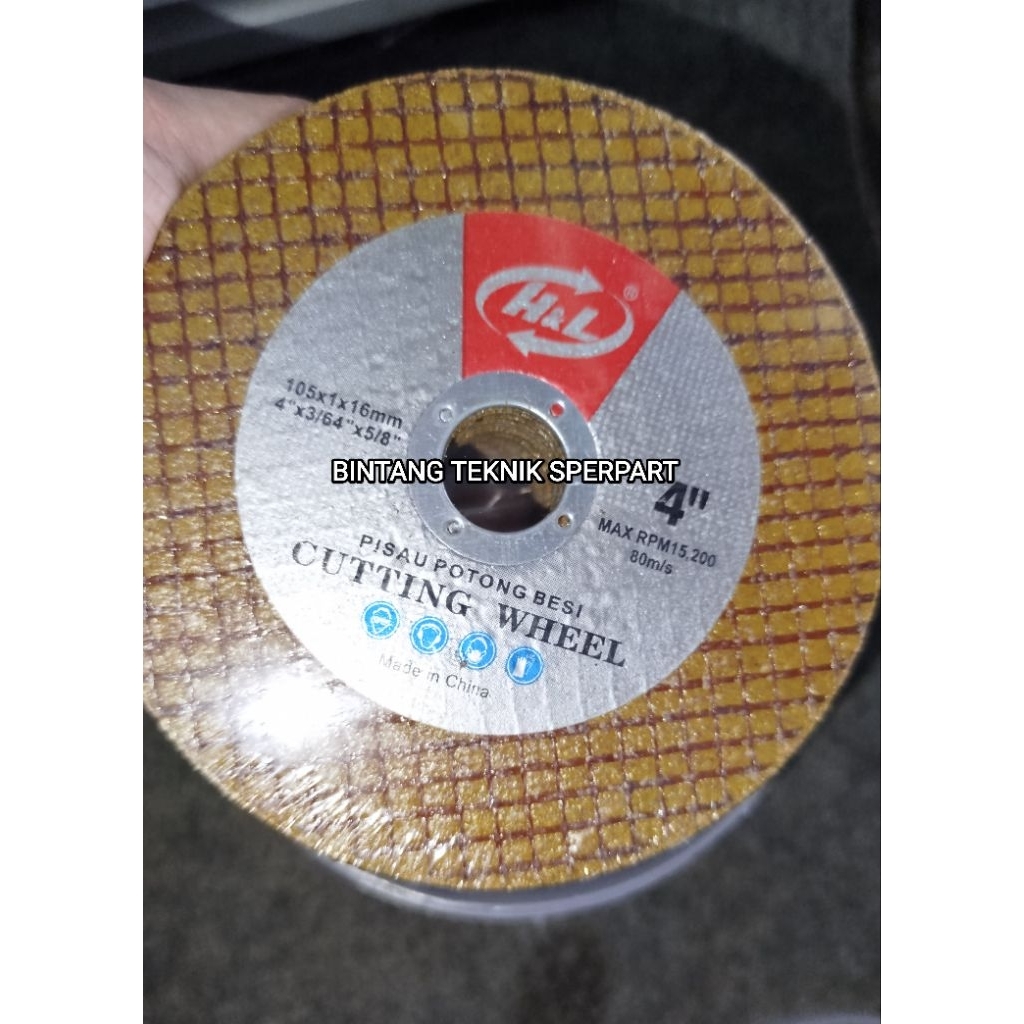 H&L ®
105x1x16mm
4"x3/64"x5/8"
BINTANG TEKNIK SPERPART
4"
MAX RPM15,200
80m/s
PISAU POTONG BESI
CUTTING WHEEL
Made in China